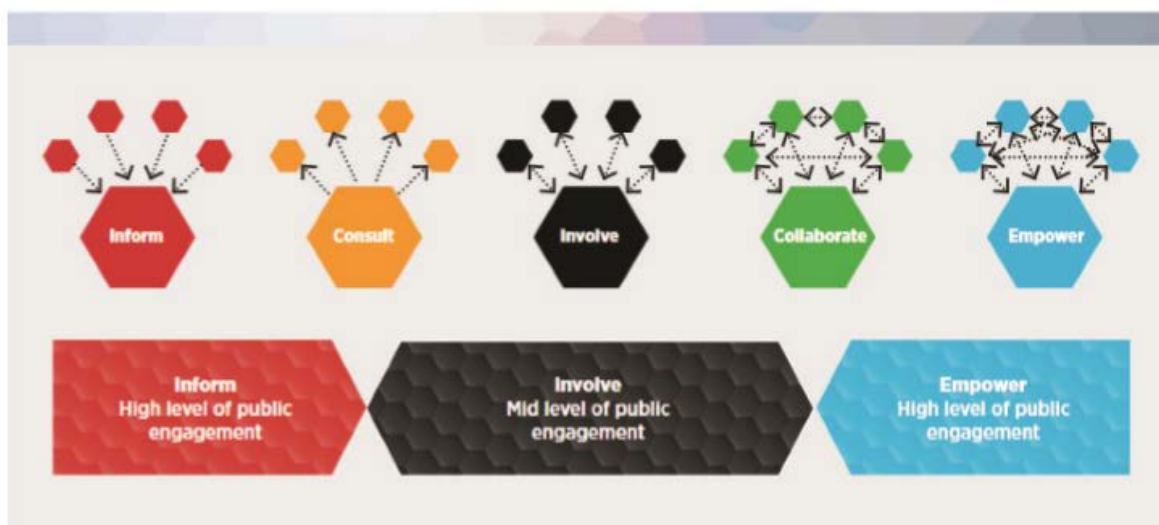 Inform
Consult
Involve
Collaborate
Empower
Inform
High level of public
engagement
Involve
Mid level of public
engagement
Empower
High level of public
engagement